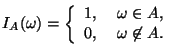 I_A(ω) = { 1, ω ∈ A,
0, ω ∉ A.